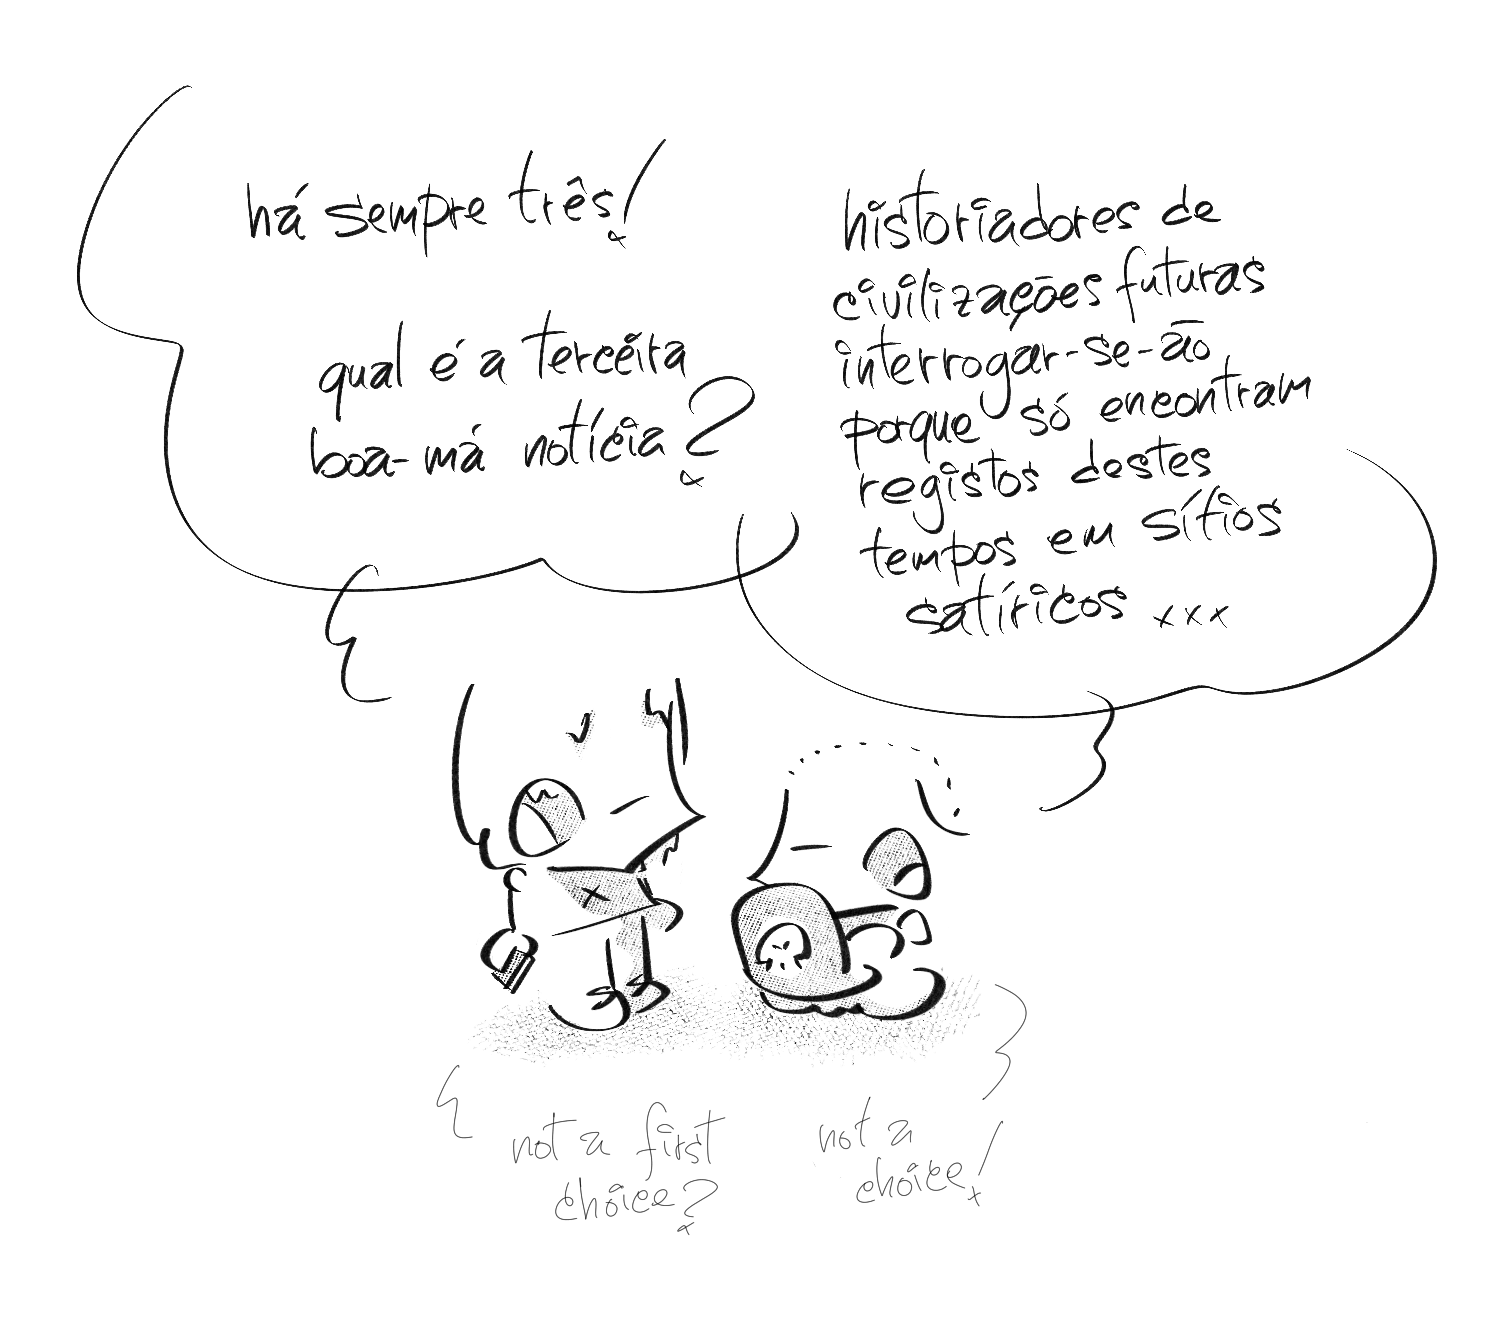 há sempre três!
qual é a terceira
boa-má notícia?
historiadores de
civilizações futuras
interrogar-se-ão
porque só encontram
registos destes
tempos em sítios
satíricos xxx
not a first
choice?
not a
choice!